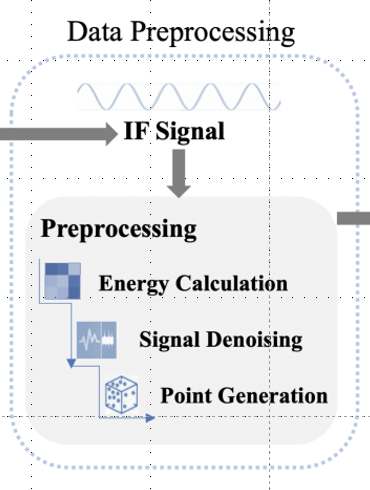 Data Preprocessing
IF Signal
Preprocessing
Energy Calculation
Signal Denoising
Point Generation